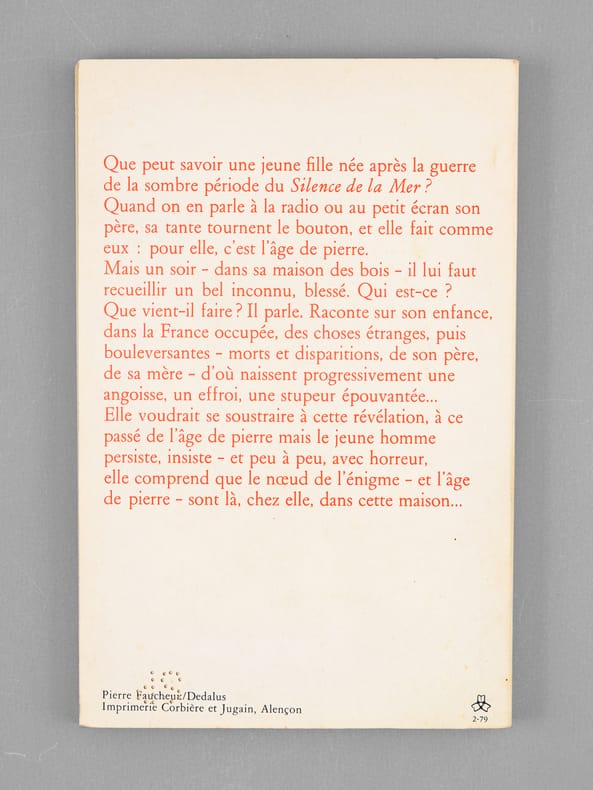 Que peut savoir une jeune fille née après la guerre
de la sombre période du Silence de la Mer ?
Quand on en parle à la radio ou au petit écran son
père, sa tante tournent le bouton, et elle fait comme
eux : pour elle, c'est l'âge de pierre.
Mais un soir – dans sa maison des bois – il lui faut
recueillir un bel inconnu, blessé. Qui est-ce ?
Que vient-il faire ? Il parle. Raconte sur son enfance,
dans la France occupée, des choses étranges, puis
bouleversantes – morts et disparitions, de son père,
de sa mère – d'où naissent progressivement une
angoisse, un effroi, une stupeur épouvantée...
Elle voudrait se soustraire à cette révélation, à ce
passé de l'âge de pierre mais le jeune homme
persiste, insiste – et peu à peu, avec horreur,
elle comprend que le nœud de l'énigme – et l'âge
de pierre – sont là, chez elle, dans cette maison...
Pierre Faucheux/Dedalus
Imprimerie Corbière et Jugain, Alençon
2-79